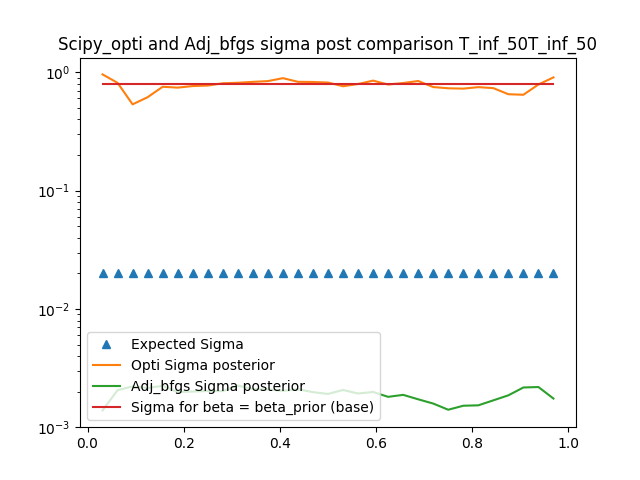 Scipy_opti and Adj_bfgs sigma post comparison T_inf_50T_inf_50
10⁰
10⁻¹
10⁻²
10⁻³
Expected Sigma
Opti Sigma posterior
Adj_bfgs Sigma posterior
Sigma for beta = beta_prior (base)
0.0 0.2 0.4 0.6 0.8 1.0